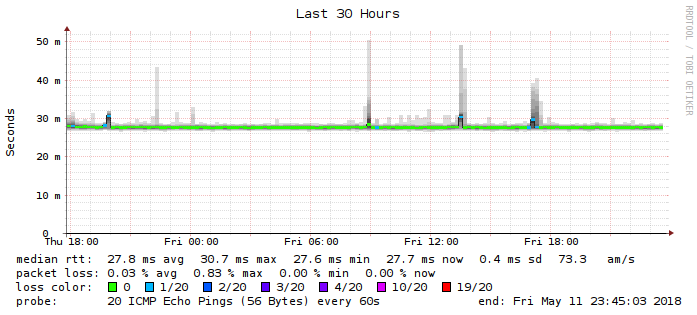 Last 30 Hours
RRDTOOL / TOBI OETIKER
Seconds
50 m
40 m
30 m
20 m
10 m
0
Thu 18:00 Fri 00:00 Fri 06:00 Fri 12:00 Fri 18:00
median rtt: 27.8 ms avg 30.7 ms max 27.6 ms min 27.7 ms now 0.4 ms sd 73.3 am/s
packet loss: 0.03 % avg 0.83 % max 0.00 % min 0.00 % now
loss color: 0 1/20 2/20 3/20 4/20 10/20 19/20
probe: 20 ICMP Echo Pings (56 Bytes) every 60s end: Fri May 11 23:45:03 2018